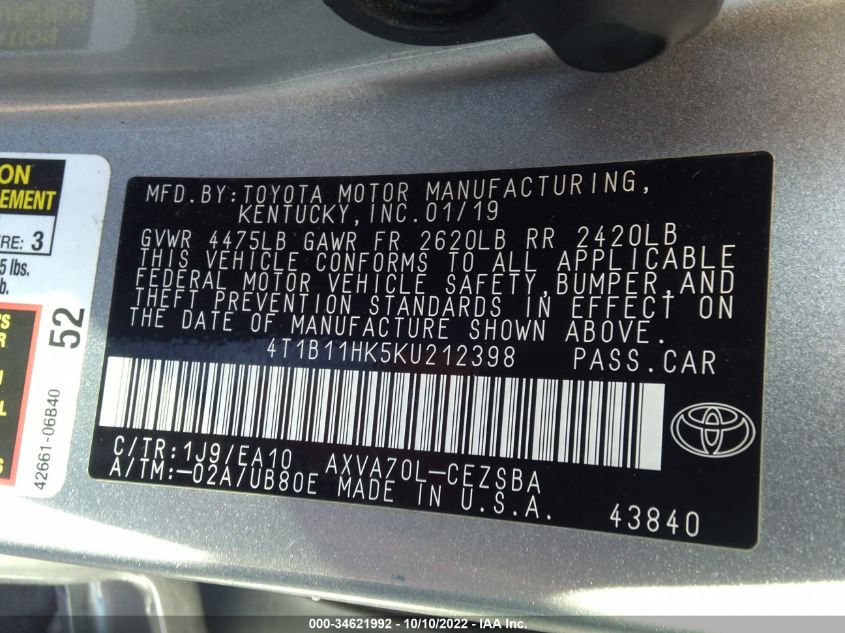 ON
EMENT
RE: 3
5 lbs.
b.
52
42661-06B40
MFD.BY:TOYOTA MOTOR MANUFACTURING,
KENTUCKY,INC.01/19
GVWR 4475LB GAWR FR 2620LB RR 2420LB
THIS VEHICLE CONFORMS TO ALL APPLICABLE
FEDERAL MOTOR VEHICLE SAFETY,BUMPER,AND
THEFT PREVENTION STANDARDS IN EFFECT ON
THE DATE OF MANUFACTURE SHOWN ABOVE.
4T1B11HK5KU212398 PASS.CAR
C/TR:1J9/EA10 AXVA70L-CEZSBA
A/TM:-02A/UB80E MADE IN U.S.A.
43840
000-34621992 - 10/10/2022 - IAA Inc.